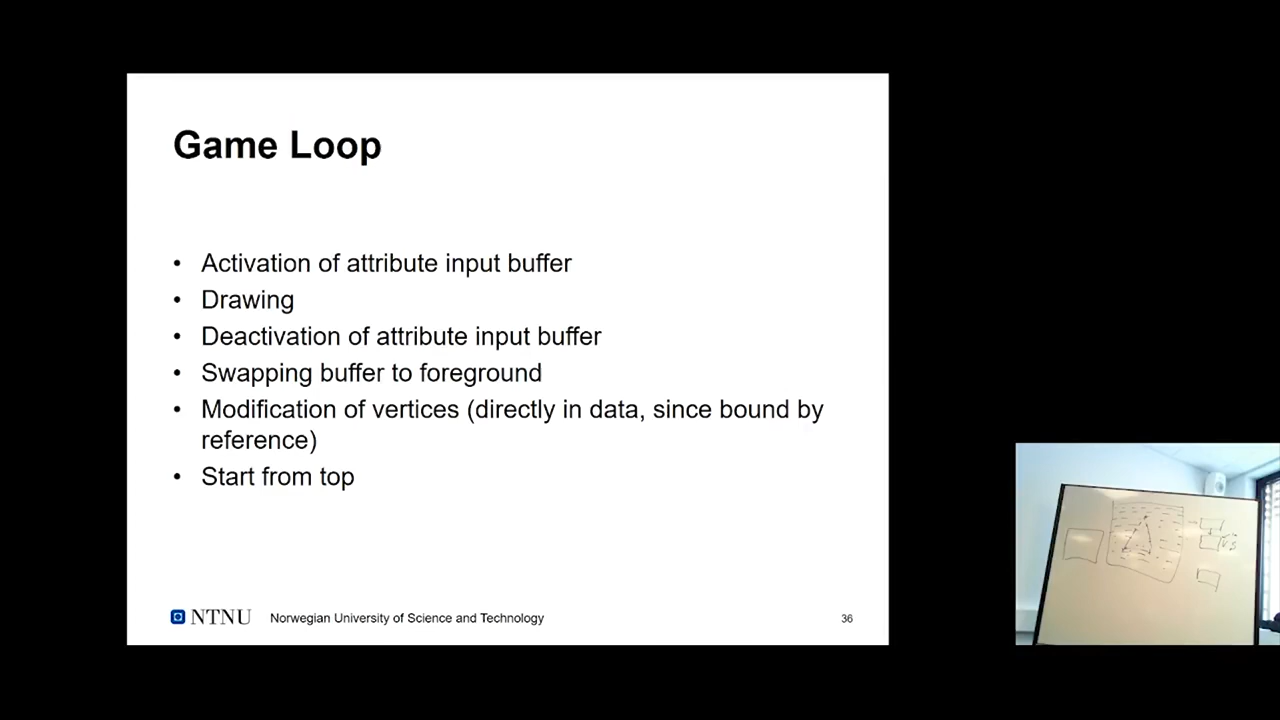 Game Loop
• Activation of attribute input buffer
• Drawing
• Deactivation of attribute input buffer
• Swapping buffer to foreground
• Modification of vertices (directly in data, since bound by
reference)
• Start from top
NTNU Norwegian University of Science and Technology 36